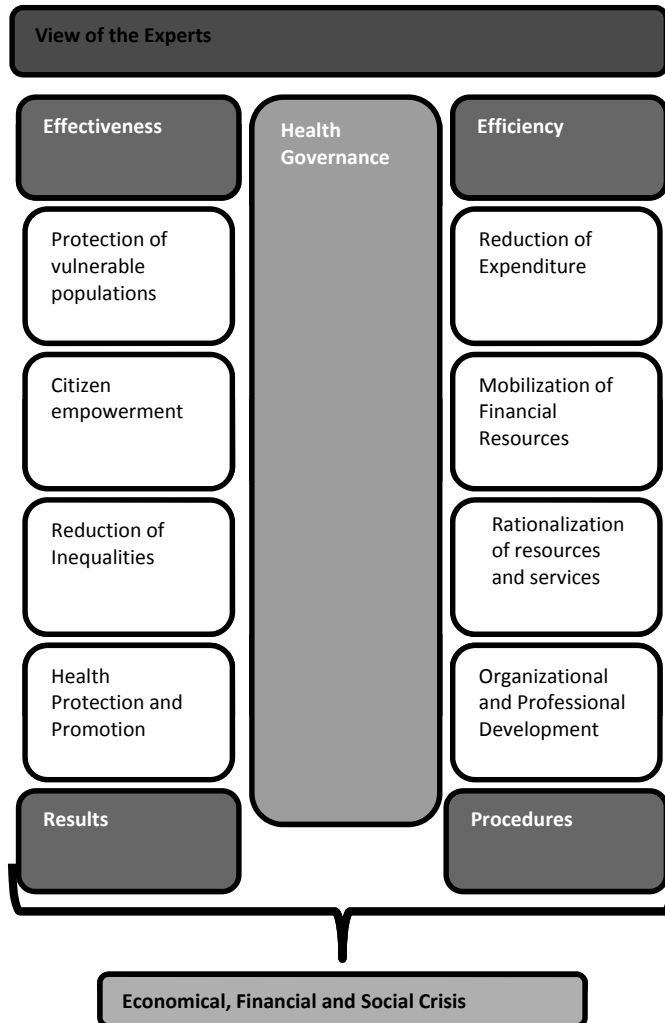 View of the Experts
Effectiveness
Protection of
vulnerable
populations
Citizen
empowerment
Reduction of
Inequalities
Health
Protection and
Promotion
Results
Health
Governance
Efficiency
Reduction of
Expenditure
Mobilization of
Financial
Resources
Rationalization
of resources
and services
Organizational
and Professional
Development
Procedures
Economical, Financial and Social Crisis